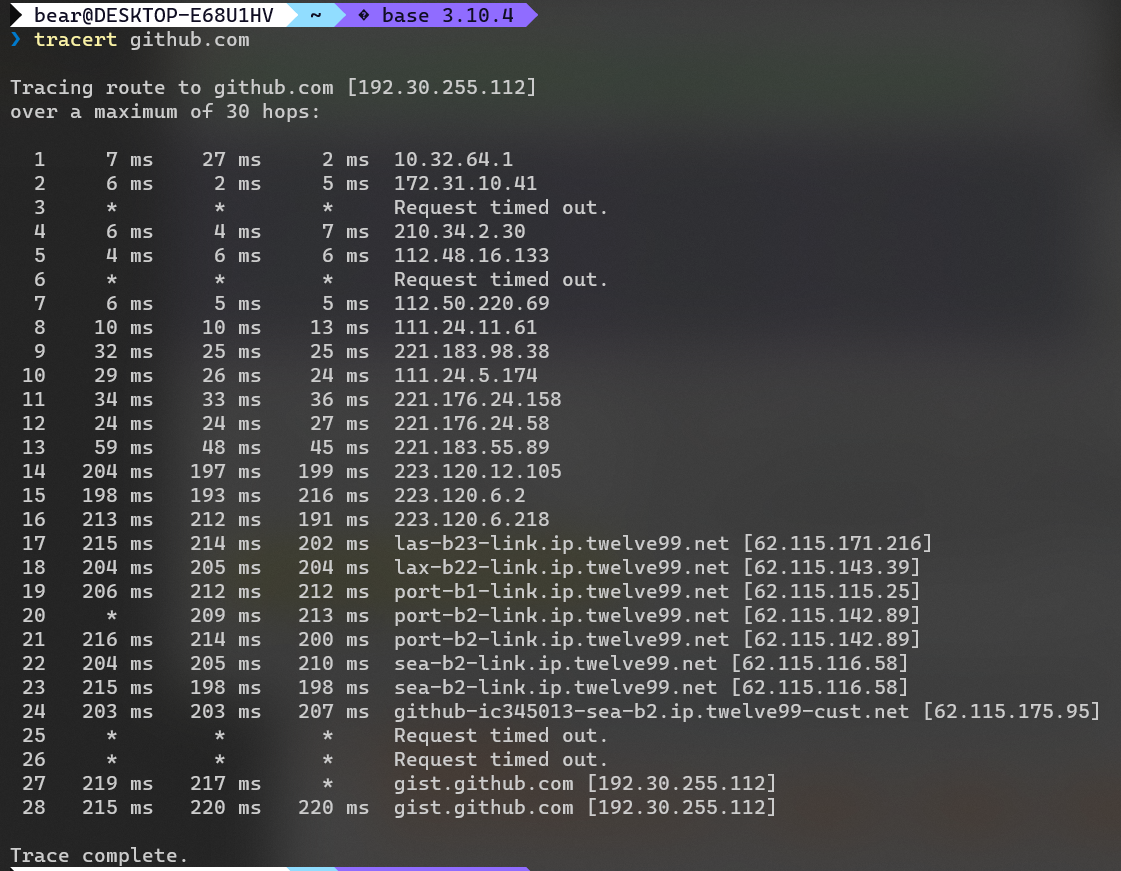 bear@DESKTOP-E68U1HV ~ � base 3.10.4
❯ tracert github.com
Tracing route to github.com [192.30.255.112]
over a maximum of 30 hops:
1 7 ms 27 ms 2 ms 10.32.64.1
2 6 ms 2 ms 5 ms 172.31.10.41
3 * * * Request timed out.
4 6 ms 4 ms 7 ms 210.34.2.30
5 4 ms 6 ms 6 ms 112.48.16.133
6 * * * Request timed out.
7 6 ms 5 ms 5 ms 112.50.220.69
8 10 ms 10 ms 13 ms 111.24.11.61
9 32 ms 25 ms 25 ms 221.183.98.38
10 29 ms 26 ms 24 ms 111.24.5.174
11 34 ms 33 ms 36 ms 221.176.24.158
12 24 ms 24 ms 27 ms 221.176.24.58
13 59 ms 48 ms 45 ms 221.183.55.89
14 204 ms 197 ms 199 ms 223.120.12.105
15 198 ms 193 ms 216 ms 223.120.6.2
16 213 ms 212 ms 191 ms 223.120.6.218
17 215 ms 214 ms 202 ms las-b23-link.ip.twelve99.net [62.115.171.216]
18 204 ms 205 ms 204 ms lax-b22-link.ip.twelve99.net [62.115.143.39]
19 206 ms 212 ms 212 ms port-b1-link.ip.twelve99.net [62.115.115.25]
20 * 209 ms 213 ms port-b2-link.ip.twelve99.net [62.115.142.89]
21 216 ms 214 ms 200 ms port-b2-link.ip.twelve99.net [62.115.142.89]
22 204 ms 205 ms 210 ms sea-b2-link.ip.twelve99.net [62.115.116.58]
23 215 ms 198 ms 198 ms sea-b2-link.ip.twelve99.net [62.115.116.58]
24 203 ms 203 ms 207 ms github-ic345013-sea-b2.ip.twelve99-cust.net [62.115.175.95]
25 * * * Request timed out.
26 * * * Request timed out.
27 219 ms 217 ms * gist.github.com [192.30.255.112]
28 215 ms 220 ms 220 ms gist.github.com [192.30.255.112]
Trace complete.